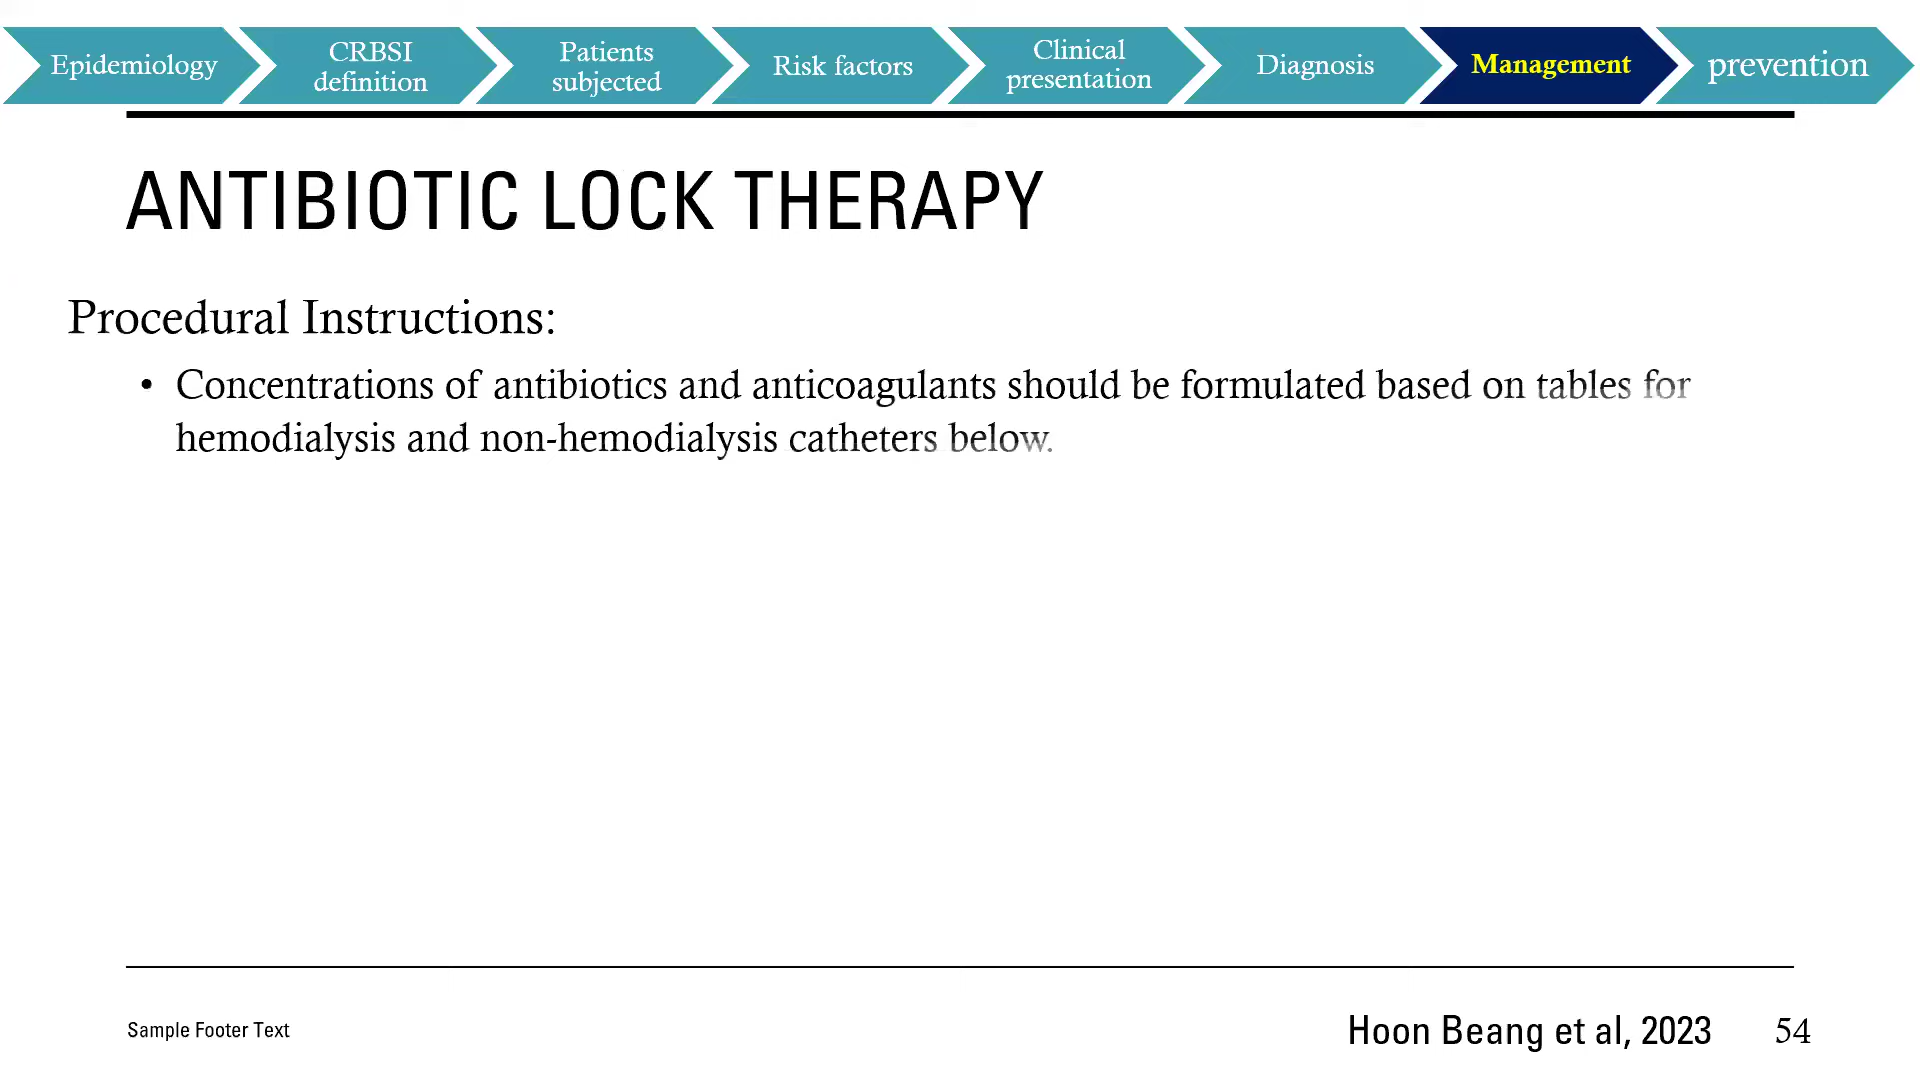 Epidemiology
CRBSI
definition
Patients
subjected
Risk factors
Clinical
presentation
Diagnosis
Management
prevention
ANTIBIOTIC LOCK THERAPY
Procedural Instructions:
• Concentrations of antibiotics and anticoagulants should be formulated based on tables for
hemodialysis and non-hemodialysis catheters below.
Sample Footer Text
Hoon Beang et al, 2023
54